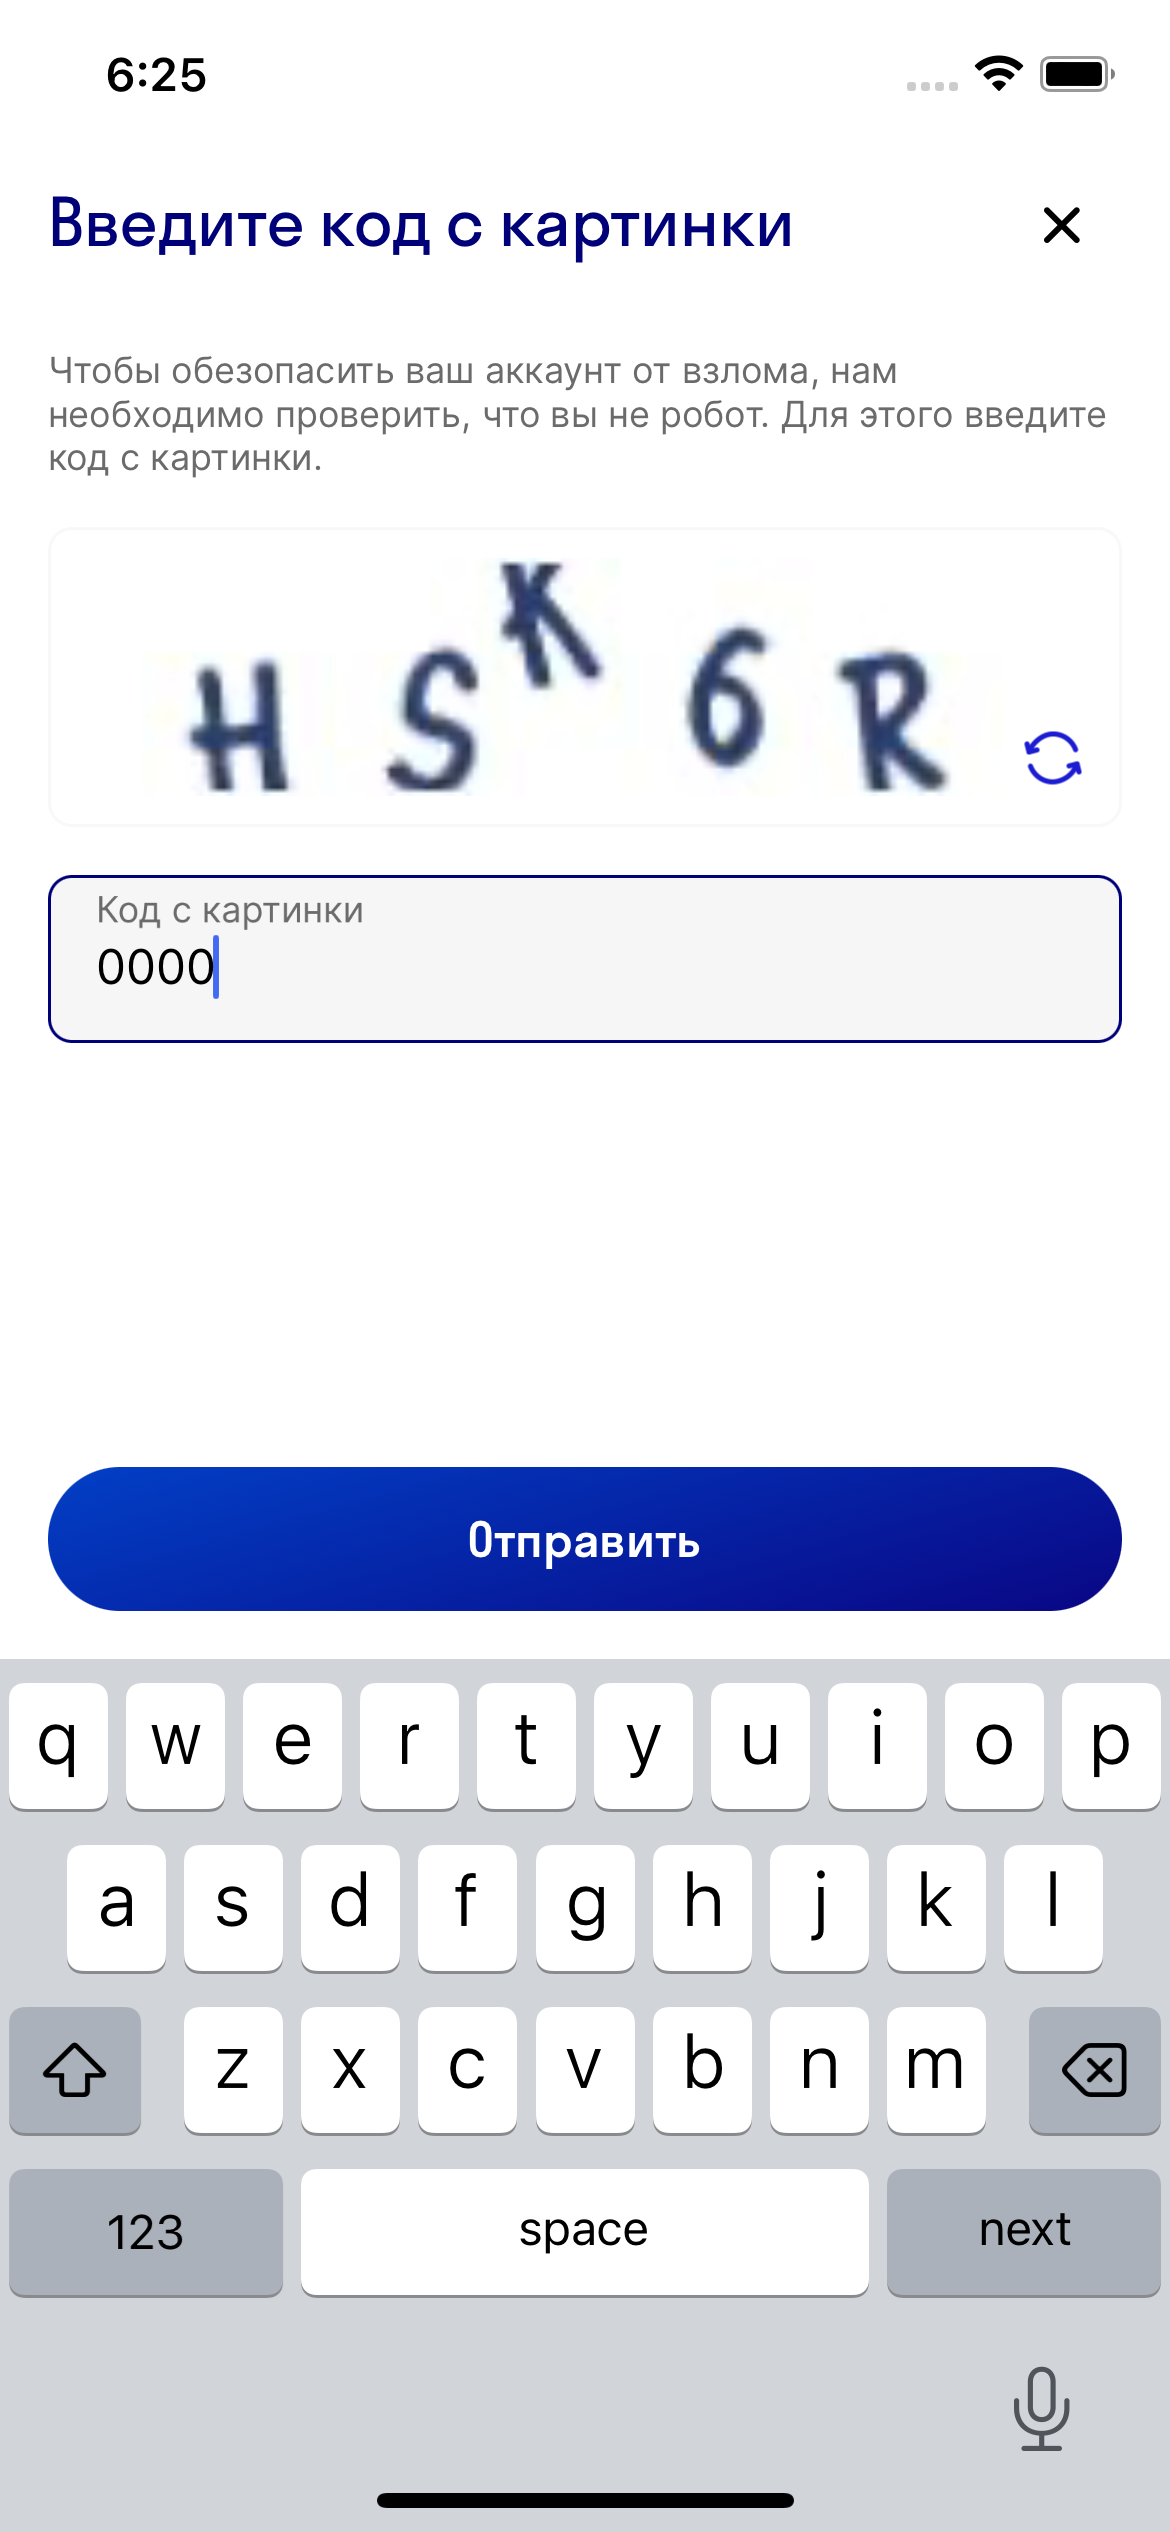 6:25
Введите код с картинки
Чтобы обезопасить ваш аккаунт от взлома, нам
необходимо проверить, что вы не робот. Для этого введите
код с картинки.
H S K 6 R
Код с картинки
0000
Отправить
q w e r t y u i o p
a s d f g h j k l
z x c v b n m
123 space next